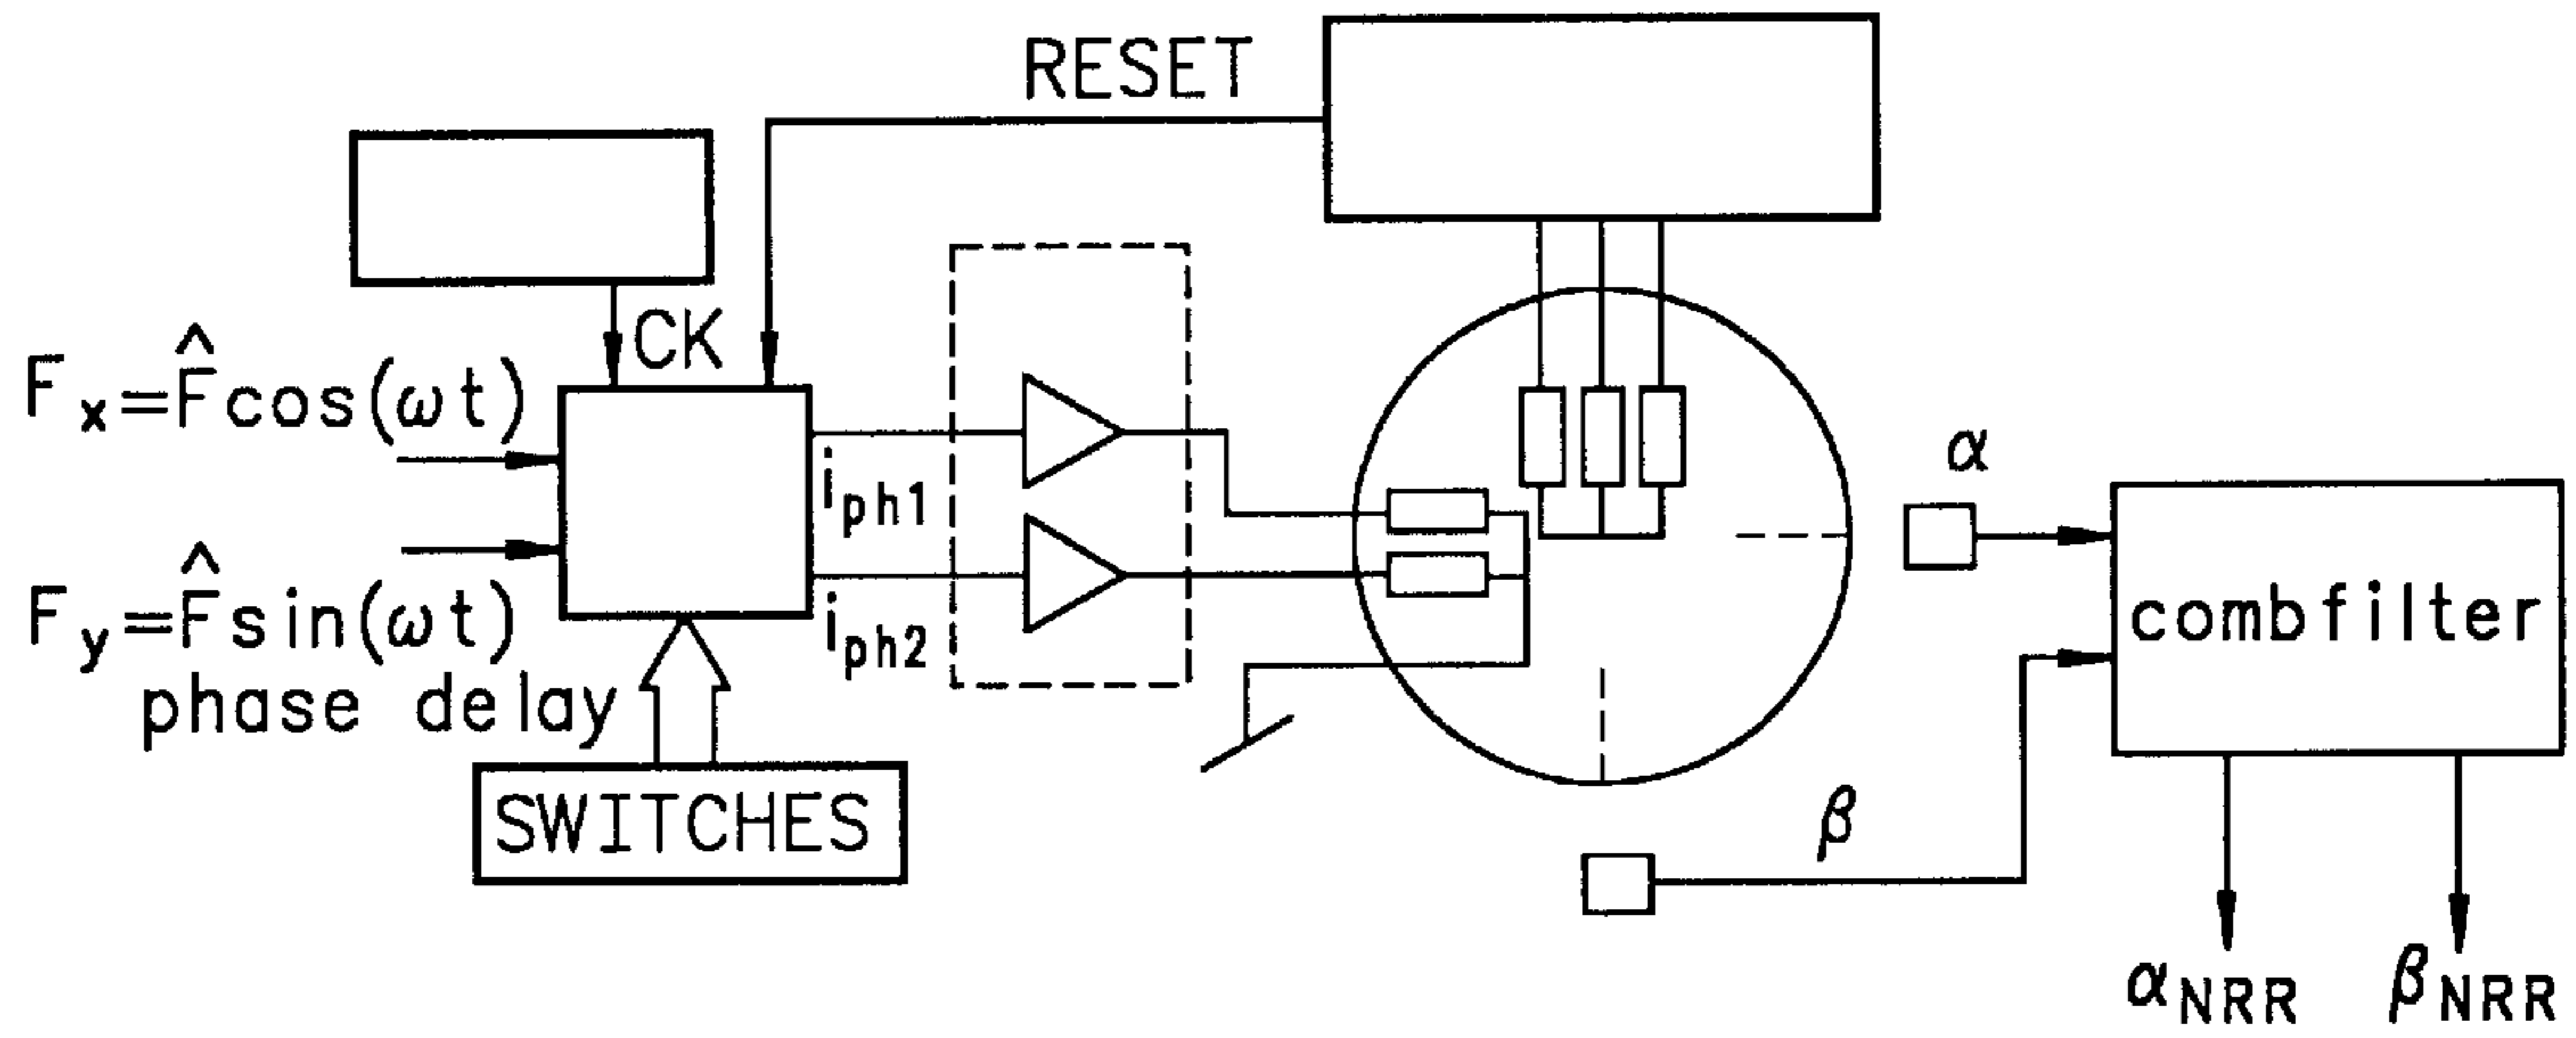 RESET
CK
F_x=F̂cos(ωt)
i_ph1
α
F_y=F̂sin(ωt)
i_ph2
combfilter
phase delay
SWITCHES
β
α_NRR
β_NRR